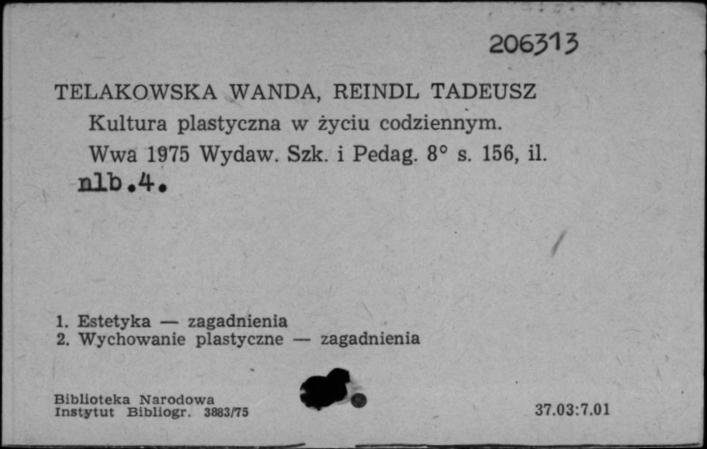 206313
TELAKOWSKA WANDA, REINDL TADEUSZ
Kultura plastyczna w życiu codziennym.
Wwa 1975 Wydaw. Szk. i Pedag. 8° s. 156, il.
nlb.4.
1. Estetyka — zagadnienia
2. Wychowanie plastyczne — zagadnienia
Biblioteka Narodowa
Instytut Bibliogr. 3883/75
37.03:7.01